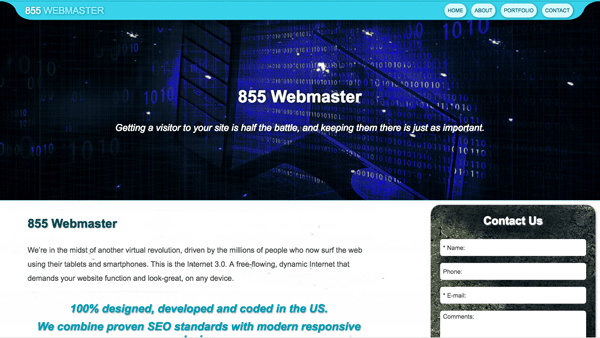 855 WEBMASTER
HOME ABOUT PORTFOLIO CONTACT
855 Webmaster
Getting a visitor to your site is half the battle, and keeping them there is just as important.
855 Webmaster
We're in the midst of another virtual revolution, driven by the millions of people who now surf the web
using their tablets and smartphones. This is the Internet 3.0. A free-flowing, dynamic Internet that
demands your website function and look-great, on any device.
100% designed, developed and coded in the US.
We combine proven SEO standards with modern responsive
Contact Us
* Name:
Phone:
* E-mail:
Comments: